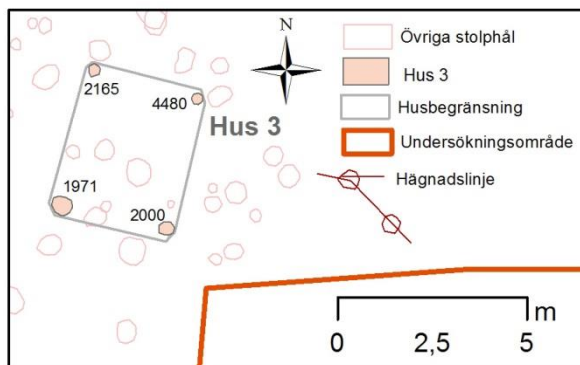 N
Övriga stolphål
Hus 3
Husbegränsning
Undersökningsområde
Hägnadslinje
2165
4480
Hus 3
1971
2000
m
0
2,5
5